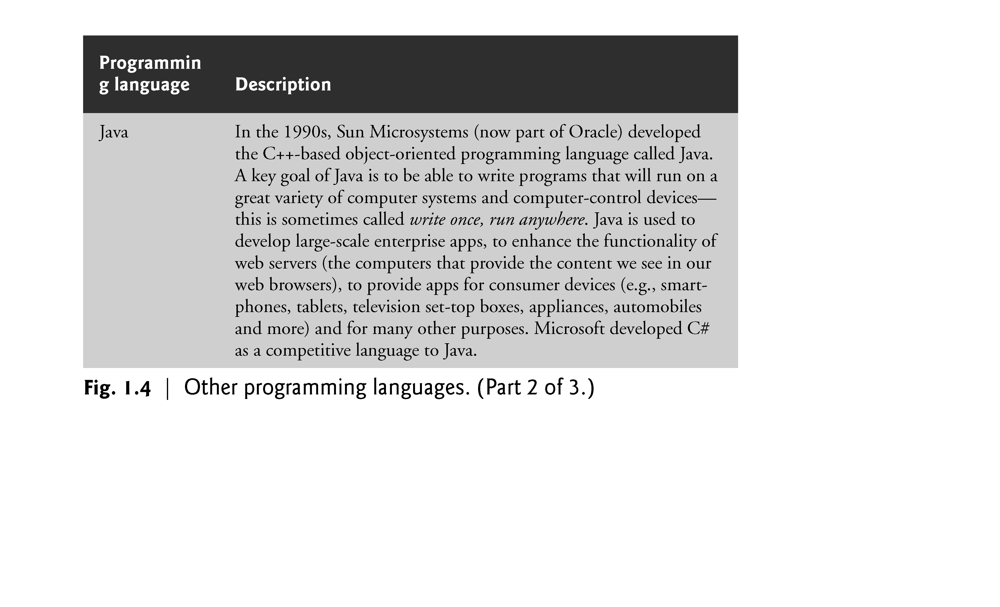 Programmin
g language
Description
Java
In the 1990s, Sun Microsystems (now part of Oracle) developed
the C++-based object-oriented programming language called Java.
A key goal of Java is to be able to write programs that will run on a
great variety of computer systems and computer-control devices—
this is sometimes called write once, run anywhere. Java is used to
develop large-scale enterprise apps, to enhance the functionality of
web servers (the computers that provide the content we see in our
web browsers), to provide apps for consumer devices (e.g., smart-
phones, tablets, television set-top boxes, appliances, automobiles
and more) and for many other purposes. Microsoft developed C#
as a competitive language to Java.
Fig. 1.4 | Other programming languages. (Part 2 of 3.)